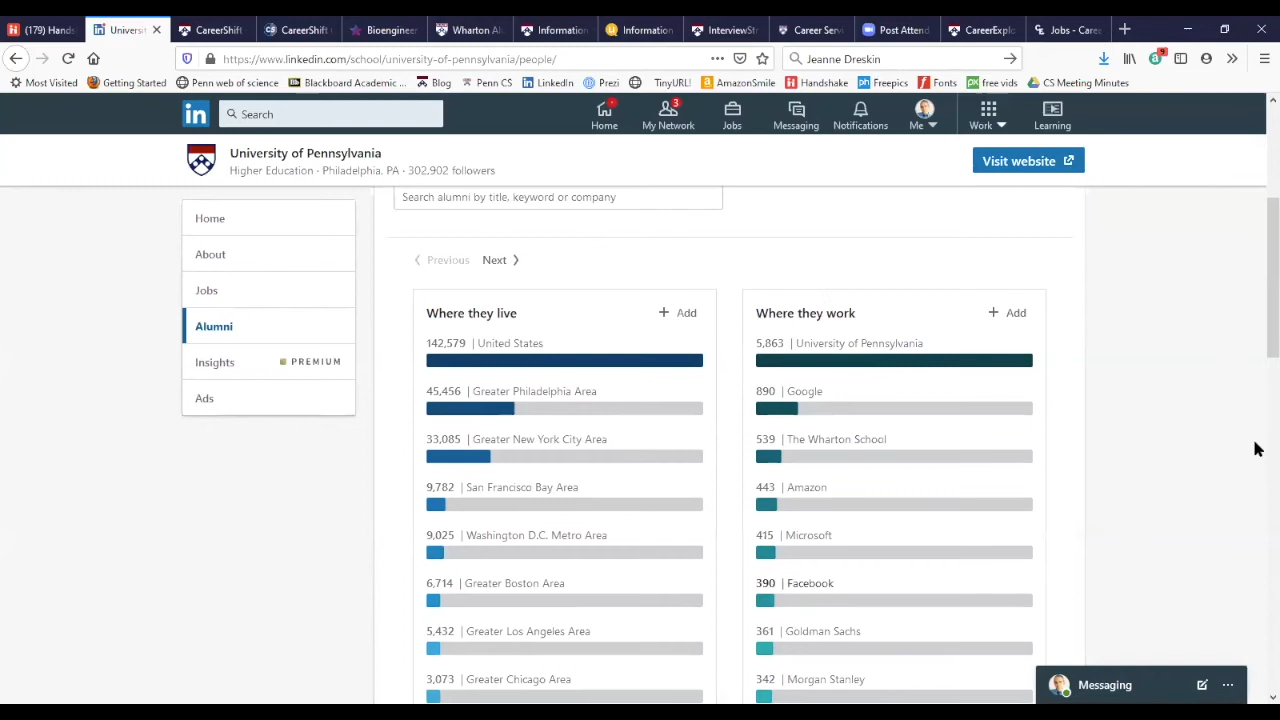 (179) Hands
Universi
CareerShift
CareerShift
Bioengineer
Wharton Al
Information
Information
InterviewStr
Career Serv
Post Attend
CareerExplo
Jobs - Care
https://www.linkedin.com/school/university-of-pennsylvania/people/
Jeanne Dreskin
9
Most Visited
Getting Started
Penn web of science
Blackboard Academic ...
Blog
Penn CS
LinkedIn
Prezi
TinyURL!
AmazonSmile
Handshake
Freepics
Fonts
free vids
CS Meeting Minutes
in
Search
Home
3
My Network
Jobs
Messaging
Notifications
Me
Work
Learning
University of Pennsylvania
Higher Education · Philadelphia, PA · 302,902 followers
Visit website
Home
About
Jobs
Alumni
Insights PREMIUM
Ads
Search alumni by title, keyword or company
Previous Next
Where they live + Add
142,579 | United States
45,456 | Greater Philadelphia Area
33,085 | Greater New York City Area
9,782 | San Francisco Bay Area
9,025 | Washington D.C. Metro Area
6,714 | Greater Boston Area
5,432 | Greater Los Angeles Area
3,073 | Greater Chicago Area
Where they work + Add
5,863 | University of Pennsylvania
890 | Google
539 | The Wharton School
443 | Amazon
415 | Microsoft
390 | Facebook
361 | Goldman Sachs
342 | Morgan Stanley
Messaging